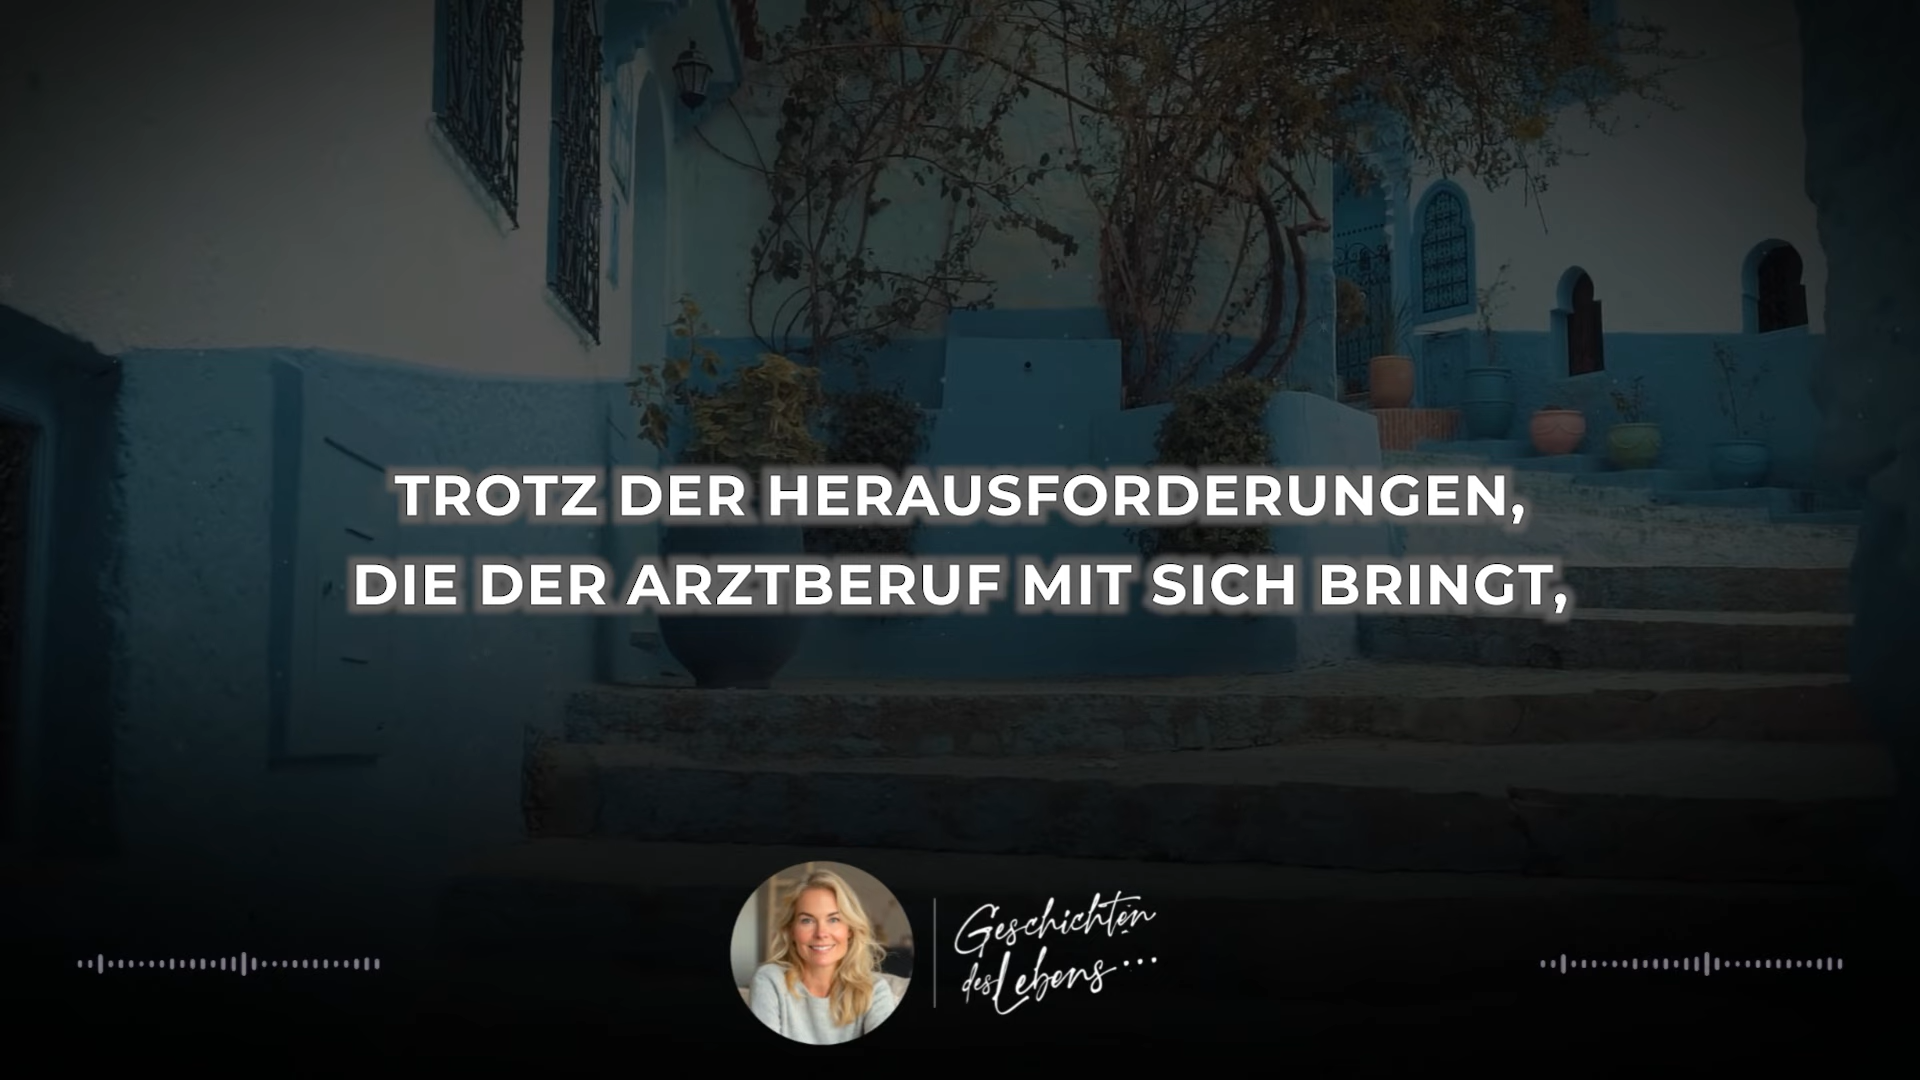 TROTZ DER HERAUSFORDERUNGEN,
DIE DER ARZTBERUF MIT SICH BRINGT,
Geschichten
des Lebens...